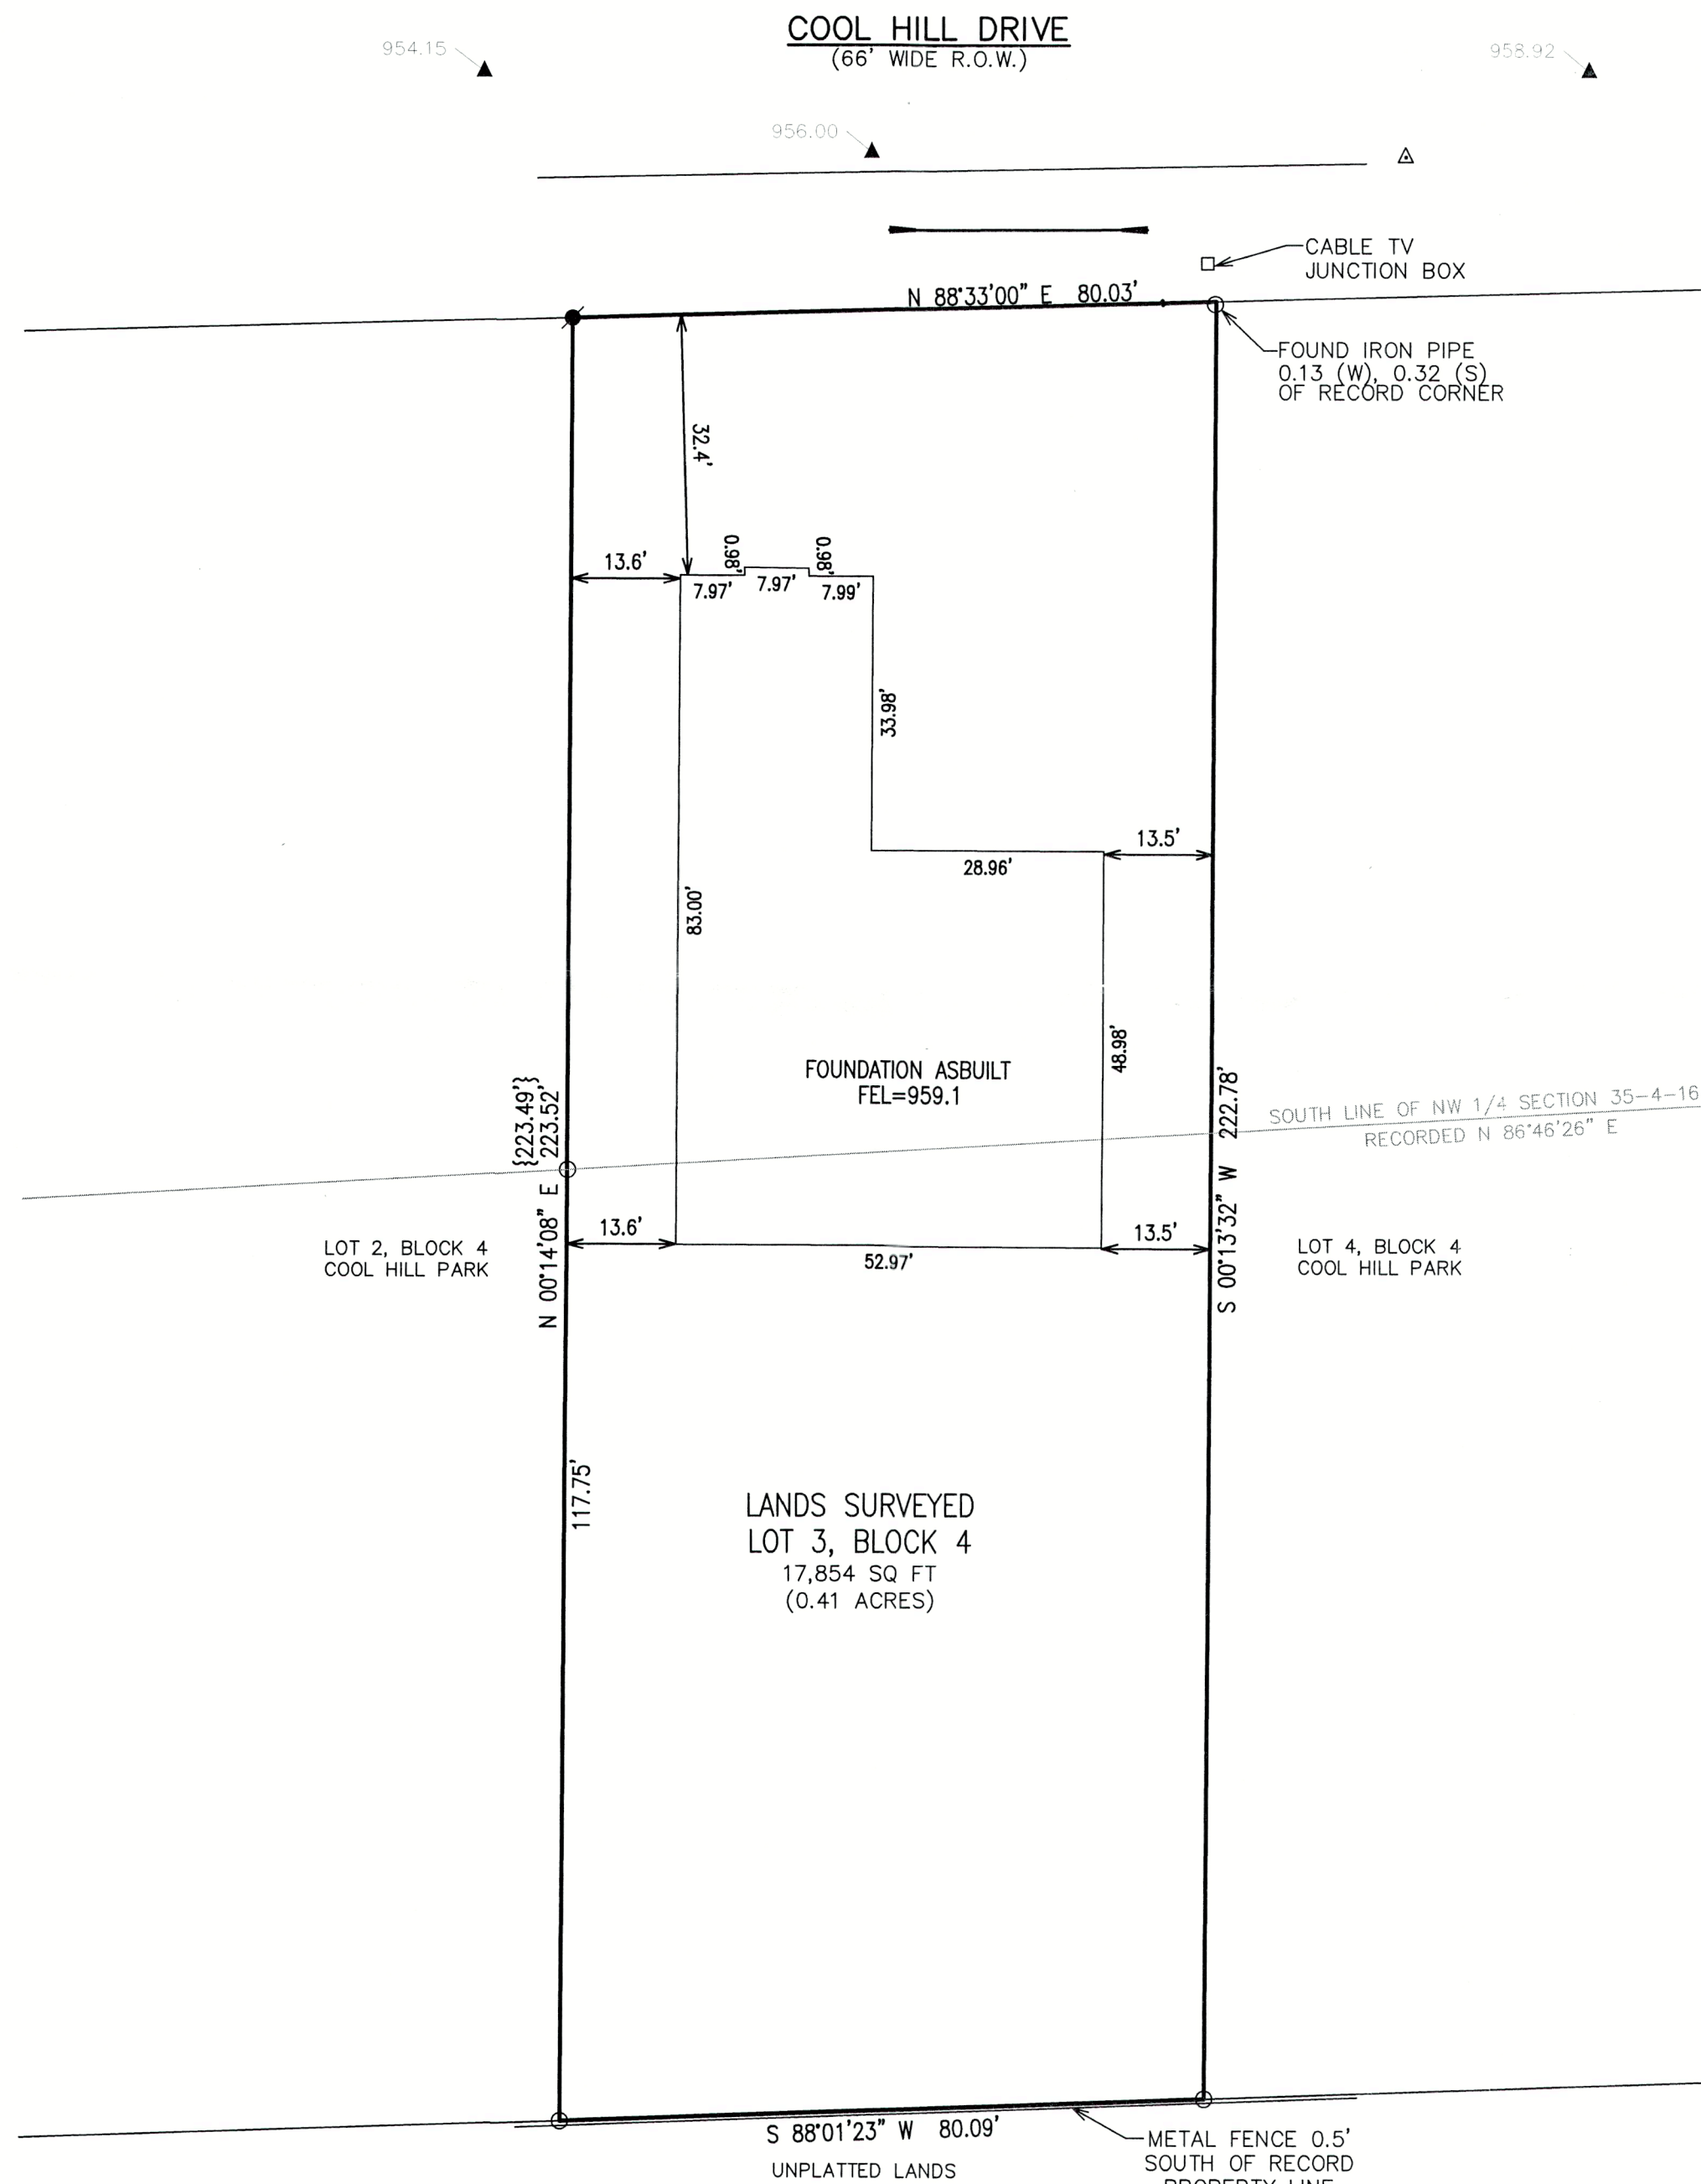 COOL HILL DRIVE
(66' WIDE R.O.W.)
954.15
958.92
956.00
CABLE TV
JUNCTION BOX
N 88°33'00" E 80.03'
FOUND IRON PIPE
0.13 (W), 0.32 (S)
OF RECORD CORNER
32.4'
13.6'
0.98'
0.98'
7.97'
7.97'
7.99'
33.98'
13.5'
28.96'
83.00'
48.98'
FOUNDATION ASBUILT
FEL=959.1
{223.49'}
N 00°14'08" E 223.52'
S 00°13'32" W 222.78'
SOUTH LINE OF NW 1/4 SECTION 35-4-16
RECORDED N 86°46'26" E
13.6'
13.5'
52.97'
LOT 2, BLOCK 4
COOL HILL PARK
LOT 4, BLOCK 4
COOL HILL PARK
117.75'
LANDS SURVEYED
LOT 3, BLOCK 4
17,854 SQ FT
(0.41 ACRES)
S 88°01'23" W 80.09'
UNPLATTED LANDS
METAL FENCE 0.5'
SOUTH OF RECORD
PROPERTY LINE